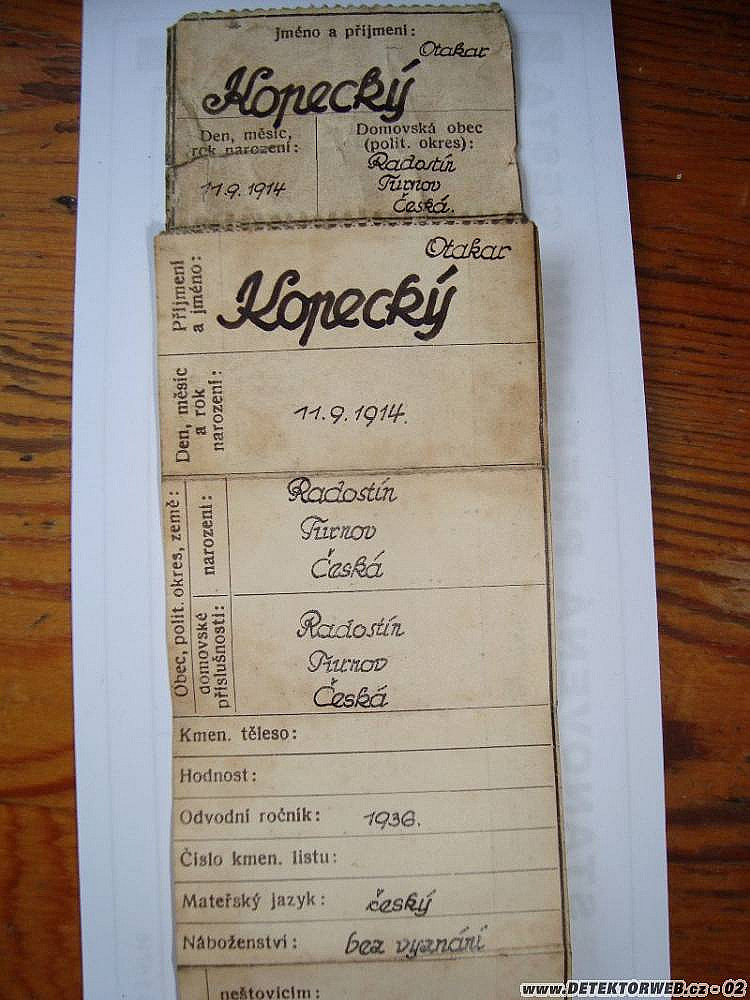 Jméno a příjmení:
Otakar
Kopecký
Den, měsíc,
rok narození:
11.9.1914
Domovská obec
(polit. okres):
Radostín
Turnov
Česká.
Příjmení
a jméno:
Otakar
Kopecký
Den, měsíc
a rok
narození:
11.9.1914.
Obec, polit. okres, země:
narození:
Radostín
Turnov
Česká
domovské
příslušnosti:
Radostín
Turnov
Česká
Kmen. těleso:
Hodnost:
Odvodní ročník: 1936.
Číslo kmen. listu:
Mateřský jazyk: český
Náboženství: bez vyznání
neštovicím:
www.DETEKTORWEB.cz - 02